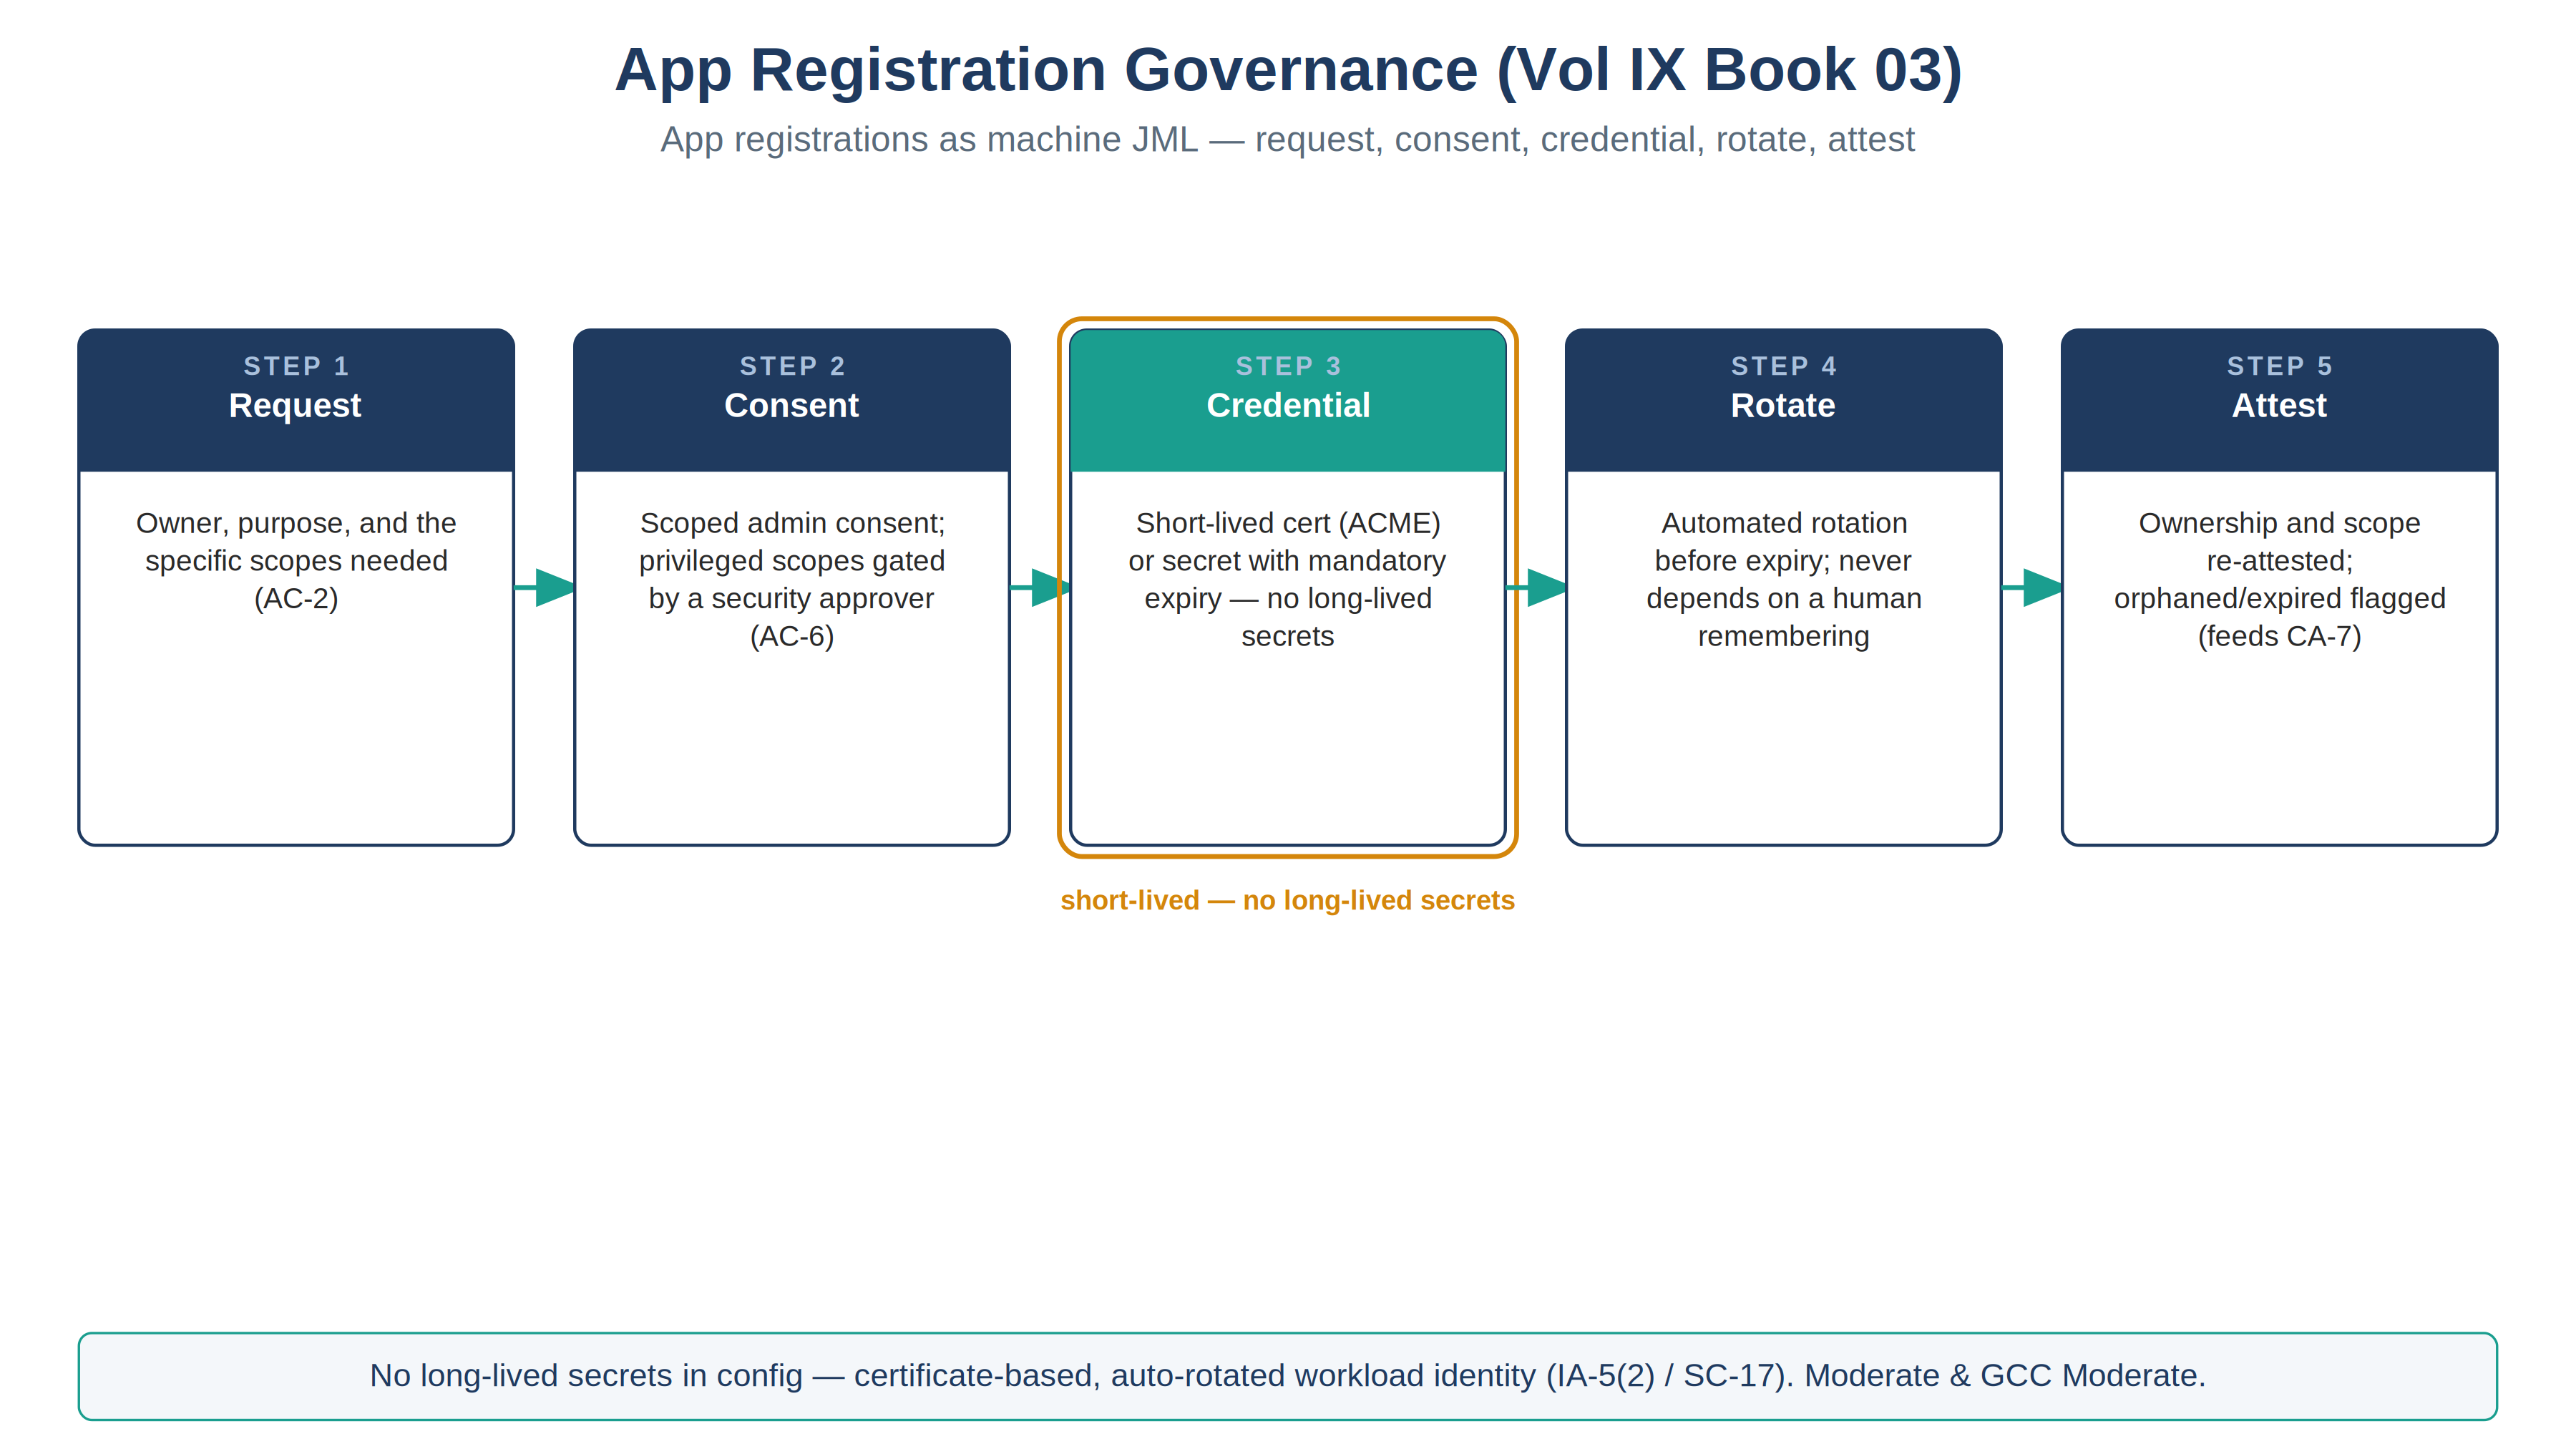 App Registration Governance (Vol IX Book 03)
App registrations as machine JML — request, consent, credential, rotate, attest
STEP 1
Request
Owner, purpose, and the
specific scopes needed
(AC-2)
STEP 2
Consent
Scoped admin consent;
privileged scopes gated
by a security approver
(AC-6)
STEP 3
Credential
Short-lived cert (ACME)
or secret with mandatory
expiry — no long-lived
secrets
short-lived — no long-lived secrets
STEP 4
Rotate
Automated rotation
before expiry; never
depends on a human
remembering
STEP 5
Attest
Ownership and scope
re-attested;
orphaned/expired flagged
(feeds CA-7)
No long-lived secrets in config — certificate-based, auto-rotated workload identity (IA-5(2) / SC-17). Moderate & GCC Moderate.